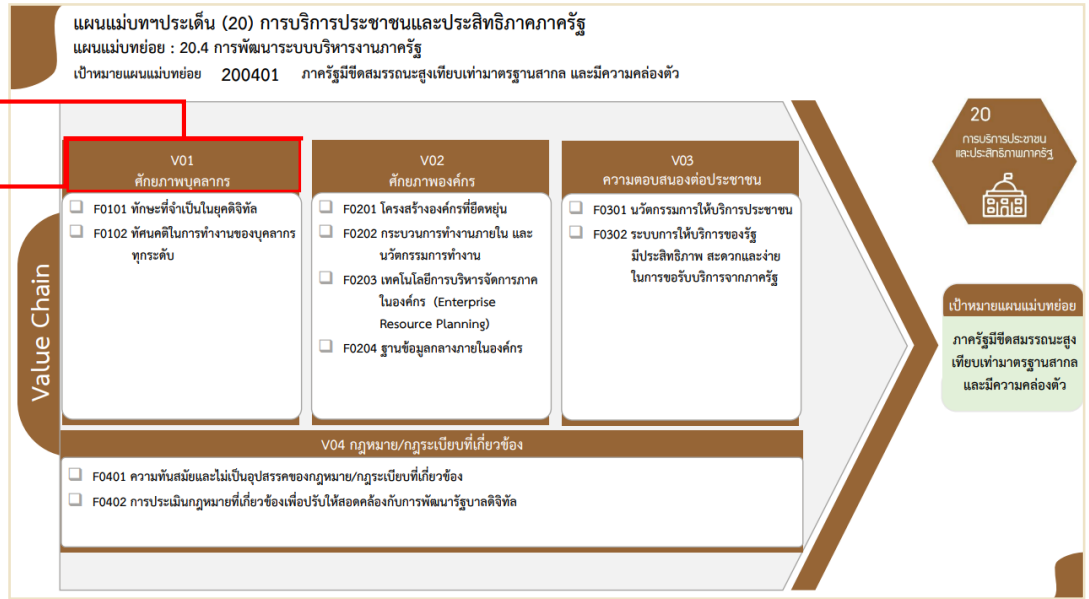 แผนแม่บทฯประเด็น (20) การบริการประชาชนและประสิทธิภาคภาครัฐ
แผนแม่บทย่อย : 20.4 การพัฒนาระบบบริหารงานภาครัฐ
เป้าหมายแผนแม่บทย่อย 200401 ภาครัฐมีขีดสมรรถนะสูงเทียบเท่ามาตรฐานสากล และมีความคล่องตัว
Value Chain
V01
ศักยภาพบุคลากร
F0101 ทักษะที่จำเป็นในยุคดิจิทัล
F0102 ทัศนคติในการทำงานของบุคลากร
ทุกระดับ
V02
ศักยภาพองค์กร
F0201 โครงสร้างองค์กรที่ยืดหยุ่น
F0202 กระบวนการทำงานภายใน และ
นวัตกรรมการทำงาน
F0203 เทคโนโลยีการบริหารจัดการภาค
ในองค์กร (Enterprise
Resource Planning)
F0204 ฐานข้อมูลกลางภายในองค์กร
V03
ความตอบสนองต่อประชาชน
F0301 นวัตกรรมการให้บริการประชาชน
F0302 ระบบการให้บริการของรัฐ
มีประสิทธิภาพ สะดวกและง่าย
ในการขอรับบริการจากภาครัฐ
V04 กฎหมาย/กฎระเบียบที่เกี่ยวข้อง
F0401 ความทันสมัยและไม่เป็นอุปสรรคของกฎหมาย/กฎระเบียบที่เกี่ยวข้อง
F0402 การประเมินกฎหมายที่เกี่ยวข้องเพื่อปรับให้สอดคล้องกับการพัฒนารัฐบาลดิจิทัล
20
การบริการประชาชน
และประสิทธิภาพภาครัฐ
เป้าหมายแผนแม่บทย่อย
ภาครัฐมีขีดสมรรถนะสูง
เทียบเท่ามาตรฐานสากล
และมีความคล่องตัว